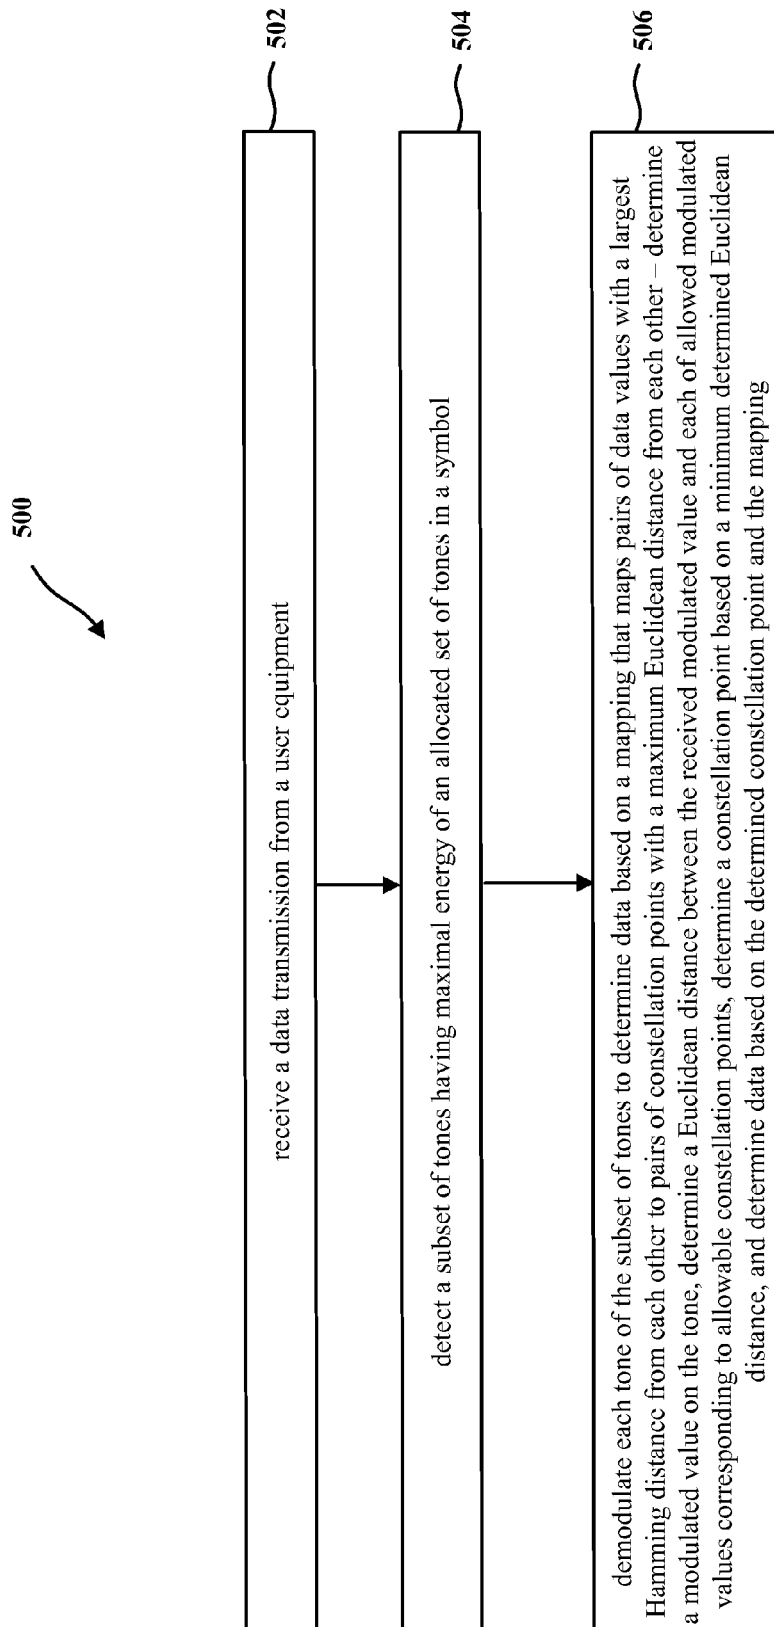 500
502
receive a data transmission from a user equipment
504
detect a subset of tones having maximal energy of an allocated set of tones in a symbol
506
demodulate each tone of the subset of tones to determine data based on a mapping that maps pairs of data values with a largest
Hamming distance from each other to pairs of constellation points with a maximum Euclidean distance from each other – determine
a modulated value on the tone, determine a Euclidean distance between the received modulated value and each of allowed modulated
values corresponding to allowable constellation points, determine a constellation point based on a minimum determined Euclidean
distance, and determine data based on the determined constellation point and the mapping